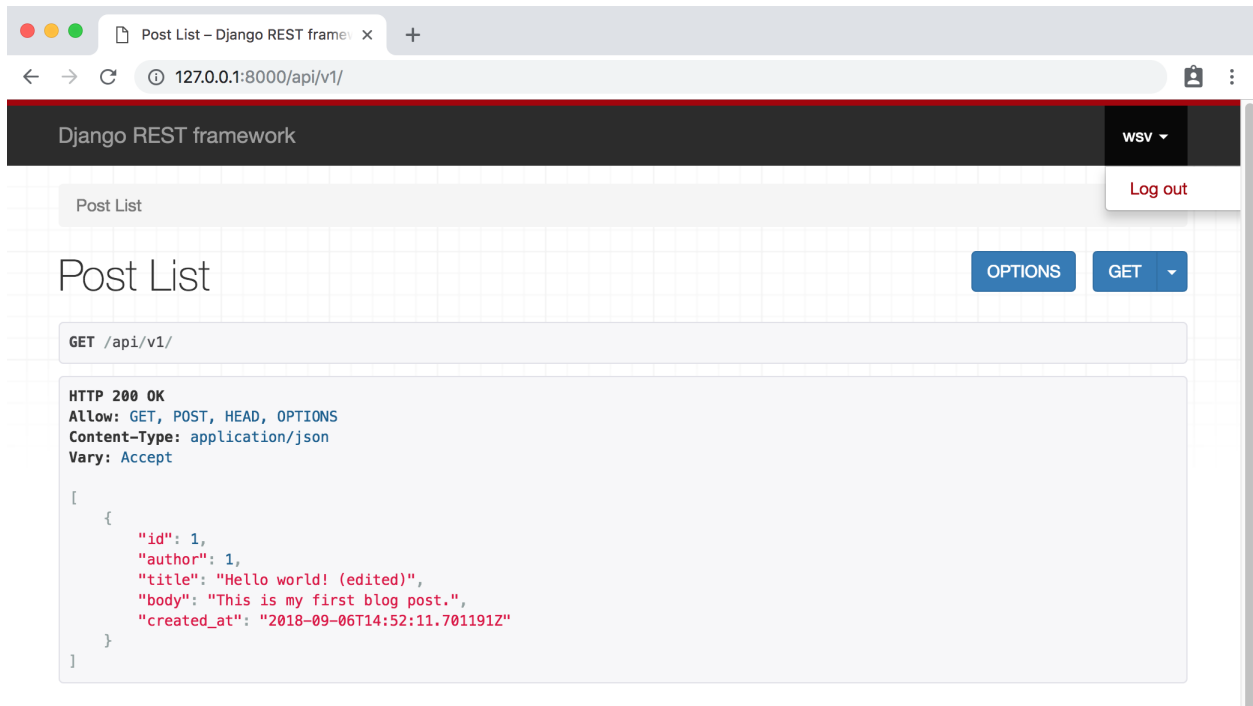 Post List – Django REST framew
127.0.0.1:8000/api/v1/
Django REST framework
wsv
Log out
Post List
Post List
OPTIONS
GET
GET /api/v1/
HTTP 200 OK
Allow: GET, POST, HEAD, OPTIONS
Content-Type: application/json
Vary: Accept
[
    {
        "id": 1,
        "author": 1,
        "title": "Hello world! (edited)",
        "body": "This is my first blog post.",
        "created_at": "2018-09-06T14:52:11.701191Z"
    }
]